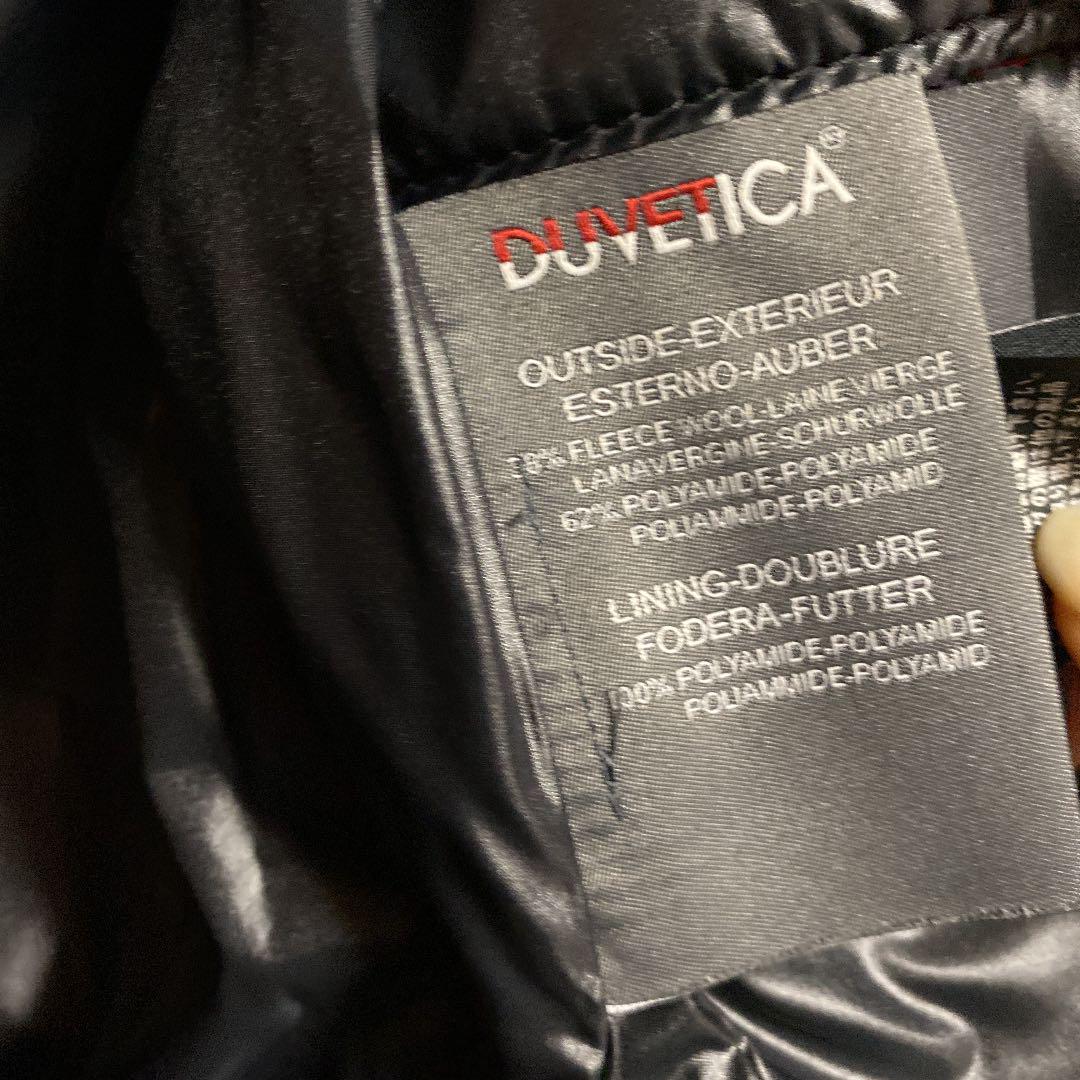 DUVETICA®
OUTSIDE-EXTERIEUR
ESTERNO-AUBER
38% FLEECE WOOL-LAINE VIERGE
LANAVERGINE-SCHURWOLLE
62% POLYAMIDE-POLYAMIDE
POLIAMMIDE-POLYAMID
LINING-DOUBLURE
FODERA-FUTTER
100% POLYAMIDE-POLYAMIDE
POLIAMMIDE-POLYAMID